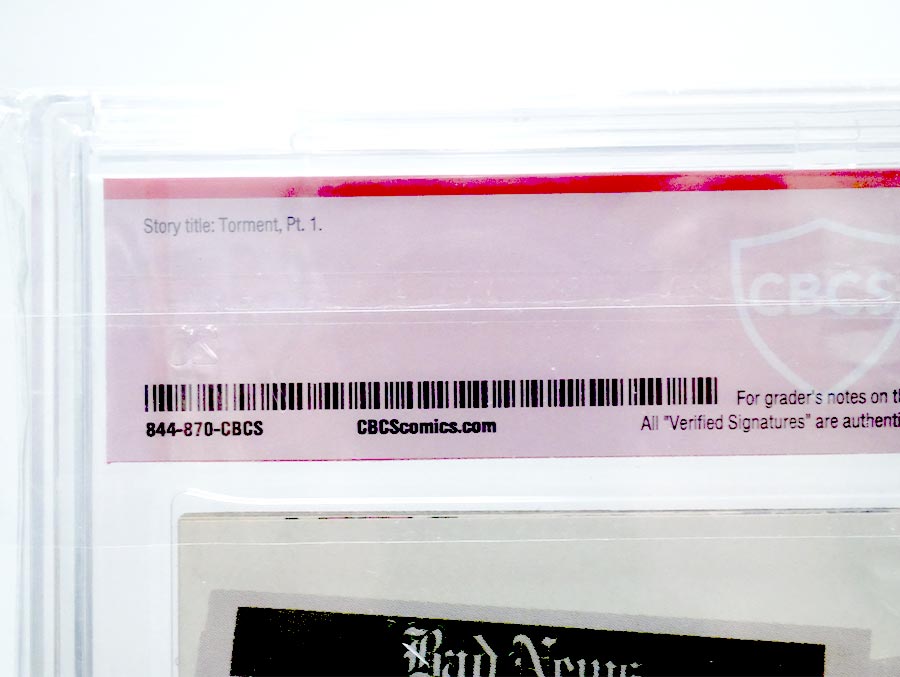 Story title: Torment, Pt. 1.
CBCS
For grader's notes on th
844-870-CBCS
CBCScomics.com
All "Verified Signatures" are authenti
Bad News